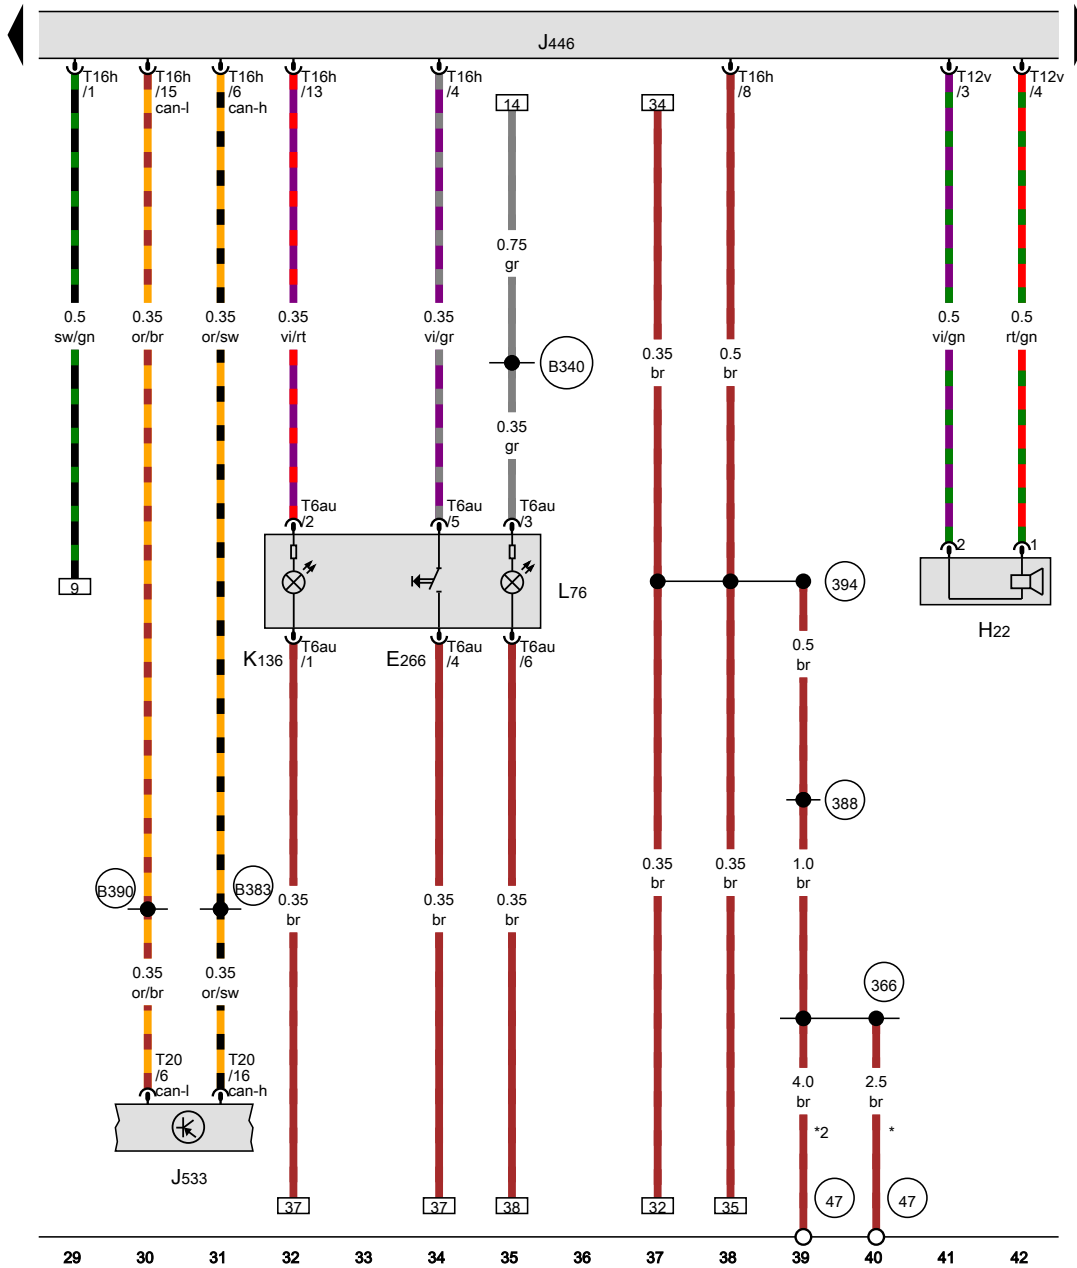 J446
T16h
/1
T16h
/15
can-l
T16h
/6
can-h
T16h
/13
T16h
/4
T16h
/8
T12v
/3
T12v
/4
14
34
0.75
gr
0.5
sw/gn
0.35
or/br
0.35
or/sw
0.35
vi/rt
0.35
vi/gr
0.5
vi/gn
0.5
rt/gn
0.35
br
0.5
br
B340
0.35
gr
T6au
/2
T6au
/5
T6au
/3
2
1
9
L76
394
H22
K136
T6au
/1
E266
T6au
/4
T6au
/6
0.5
br
388
0.35
br
0.35
br
1.0
br
B390
B383
0.35
br
0.35
br
0.35
br
0.35
or/br
0.35
or/sw
366
T20
/6
can-l
T20
/16
can-h
4.0
br
2.5
br
*2
*
J533
37
37
38
32
35
47
47
29 30 31 32 33 34 35 36 37 38 39 40 41 42